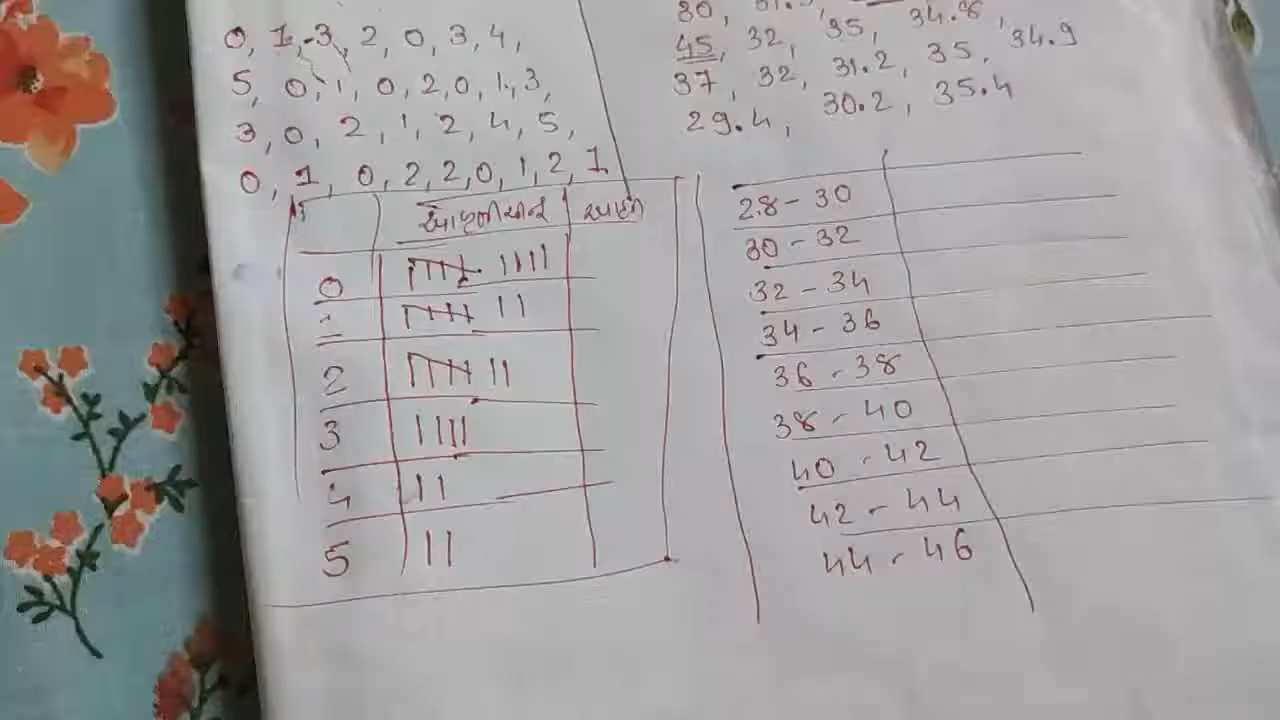 0, 1, -3, 2, 0, 3, 4,
5, 0, 1, 0, 2, 0, 1, 3,
3, 0, 2, 1, 2, 4, 5,
0, 1, 0, 2, 2, 0, 1, 2, 1
0
1
2
3
4
5
30,
45, 32, 35, 34.8,
37, 32, 31.2, 35, 34.9
29.4, 30.2, 35.4
28 - 30
30 - 32
32 - 34
34 - 36
36 - 38
38 - 40
40 - 42
42 - 44
44 - 46